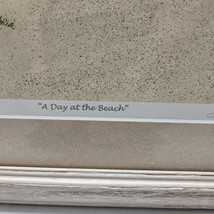 "A Day at the Beach"